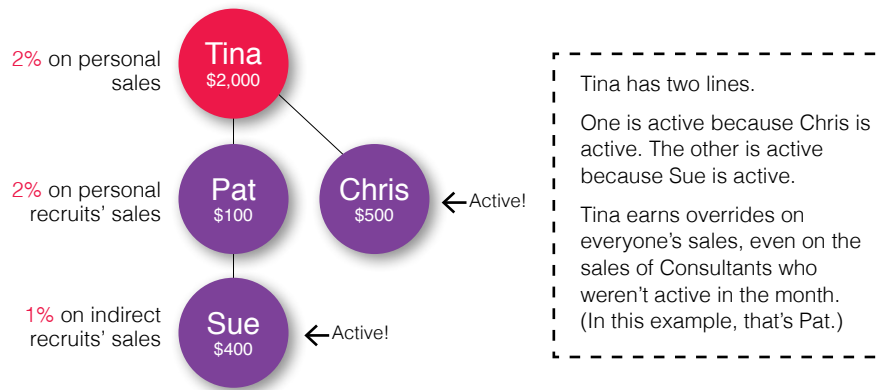 Tina
$2,000
2% on personal
sales
Pat
$100
Chris
$500
2% on personal
recruits’ sales
Active!
Sue
$400
1% on indirect
recruits’ sales
Active!
Tina has two lines.
One is active because Chris is
active. The other is active
because Sue is active.
Tina earns overrides on
everyone’s sales, even on the
sales of Consultants who
weren’t active in the month.
(In this example, that’s Pat.)